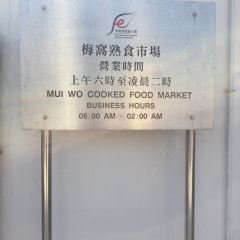 梅窩熟食市場
營業時間
上午六時至凌晨二時
MUI WO COOKED FOOD MARKET
BUSINESS HOURS
06:00 AM - 02:00 AM